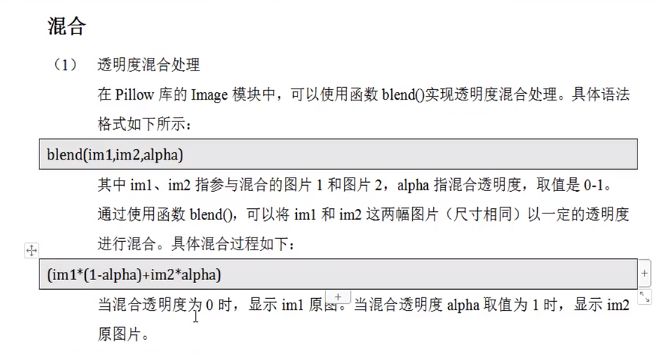 混合
（1） 透明度混合处理
在 Pillow 库的 Image 模块中，可以使用函数 blend()实现透明度混合处理。具体语法
格式如下所示：
blend(im1,im2,alpha)
其中 im1、im2 指参与混合的图片 1 和图片 2，alpha 指混合透明度，取值是 0-1。
通过使用函数 blend()，可以将 im1 和 im2 这两幅图片（尺寸相同）以一定的透明度
进行混合。具体混合过程如下：
(im1*(1-alpha)+im2*alpha)
当混合透明度为 0 时，显示 im1 原图。当混合透明度 alpha 取值为 1 时，显示 im2
原图片。